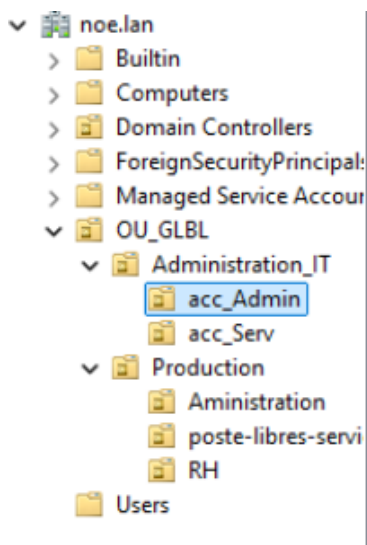 noe.lan
Builtin
Computers
Domain Controllers
ForeignSecurityPrincipals
Managed Service Accour
OU_GLBL
Administration_IT
acc_Admin
acc_Serv
Production
Aministration
poste-libres-servi
RH
Users